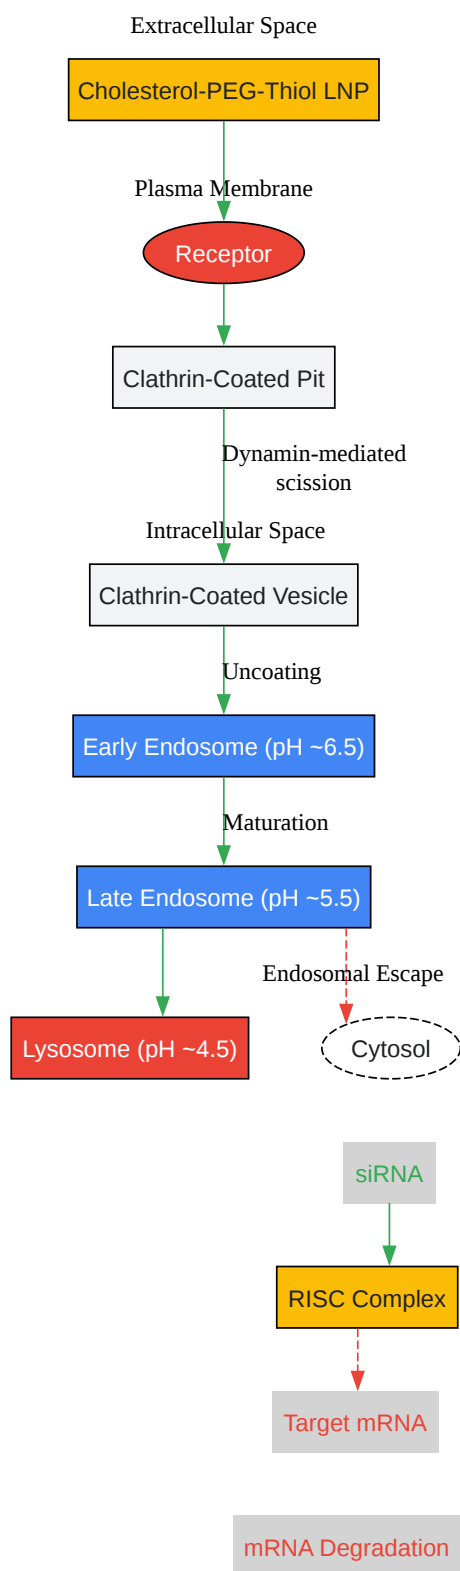 Extracellular Space
Cholesterol-PEG-Thiol LNP
Plasma Membrane
Receptor
Clathrin-Coated Pit
Dynamin-mediated
scission
Intracellular Space
Clathrin-Coated Vesicle
Uncoating
Early Endosome (pH ~6.5)
Maturation
Late Endosome (pH ~5.5)
Endosomal Escape
Lysosome (pH ~4.5)
Cytosol
siRNA
RISC Complex
Target mRNA
mRNA Degradation